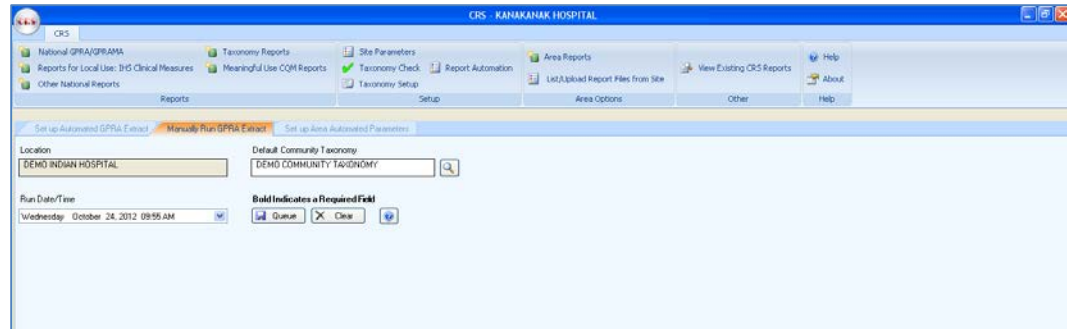 CRS - KANAKANAK HOSPITAL
CRS
CRS
National GPRA/GPRAMA
Reports for Local Use: IHS Clinical Measures
Other National Reports
Taxonomy Reports
Meaningful Use CQM Reports
Reports
Site Parameters
Taxonomy Check
Report Automation
Taxonomy Setup
Setup
Area Reports
List/Upload Report Files from Site
Area Options
View Existing CRS Reports
Other
Help
About
Help
Set up Automated GPRA Extract
Manually Run GPRA Extract
Set up Area Automated Parameters
Location
DEMO INDIAN HOSPITAL
Default Community Taxonomy
DEMO COMMUNITY TAXONOMY
Run Date/Time
Wednesday October 24, 2012 09:55 AM
Bold Indicates a Required Field
Queue
Clear